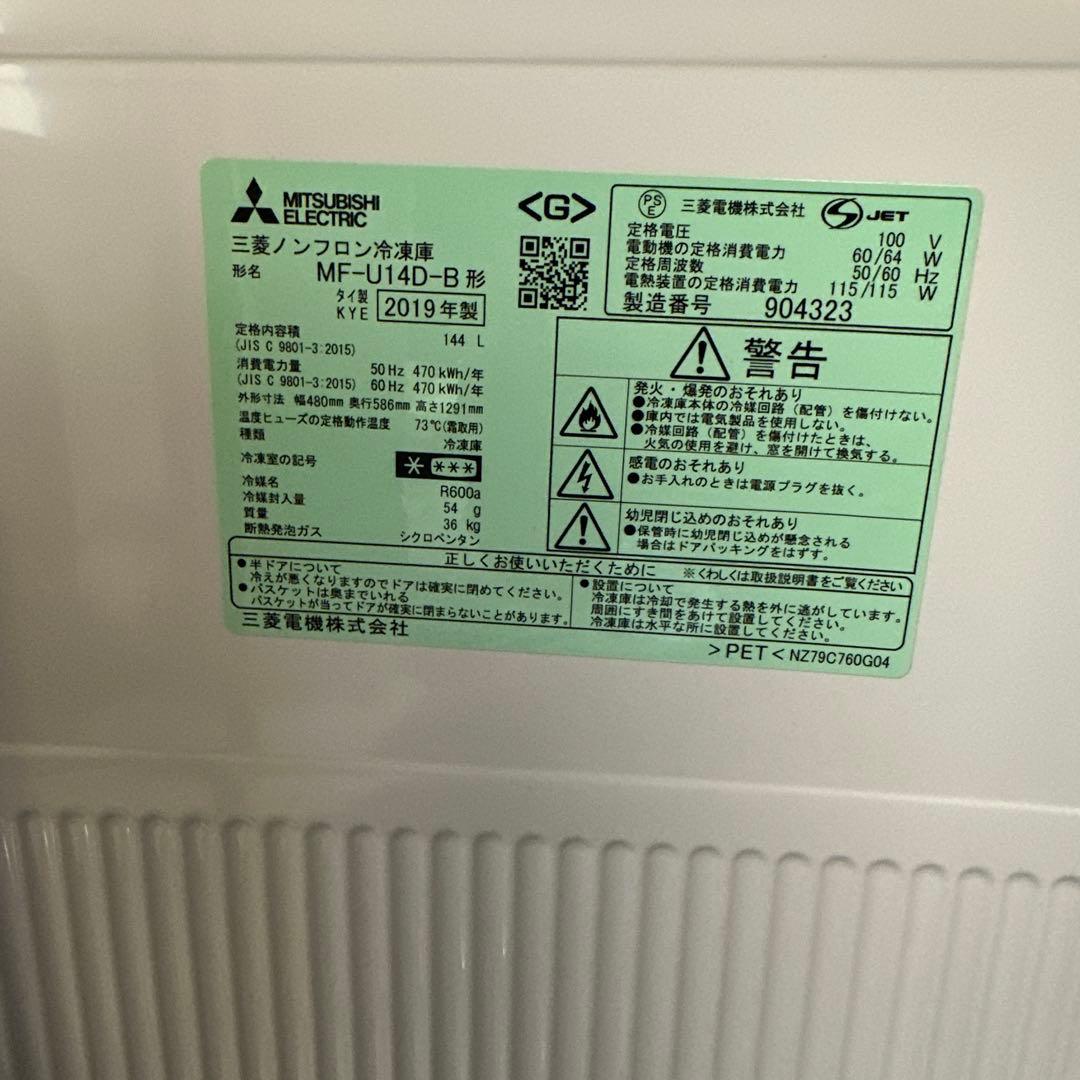 MITSUBISHI
ELECTRIC
三菱ノンフロン冷凍庫
形名 MF-U14D-B 形
タイ製
KYE 2019年製
定格内容積 144 L
(JIS C 9801-3:2015)
消費電力量 50Hz 470kWh/年
(JIS C 9801-3:2015) 60Hz 470kWh/年
外形寸法 幅480mm 奥行586mm 高さ1291mm
温度ヒューズの定格動作温度 73℃(霜取用)
種類 冷凍庫
冷凍室の記号 * ***
冷媒名 R600a
冷媒封入量 54 g
質量 36 kg
断熱発泡ガス シクロペンタン
<G>
PS
E
三菱電機株式会社 S JET
定格電圧 100 V
電動機の定格消費電力 60/64 W
定格周波数 50/60 Hz
電熱装置の定格消費電力 115/115 W
製造番号 904323
警告
発火・爆発のおそれあり
●冷凍庫本体の冷媒回路(配管)を傷付けない。
●庫内では電気製品を使用しない。
●冷媒回路(配管)を傷付けたときは、
火気の使用を避け、窓を開けて換気する。
感電のおそれあり
●お手入れのときは電源プラグを抜く。
幼児閉じ込めのおそれあり
●保管時に幼児閉じ込めが懸念される
場合はドアパッキングをはずす。
正しくお使いいただくために ※くわしくは取扱説明書をご覧ください
●半ドアについて
冷えが悪くなりますのでドアは確実に閉めてください。
●バスケットは奥までいれる
バスケットが当ってドアが確実に閉まらないことがあります。
●設置について
冷凍庫は冷却で発生する熱を外に逃がしています。
周囲にすき間をあけて設置してください。
冷凍庫は水平な所に設置してください。
三菱電機株式会社
>PET< NZ79C760G04